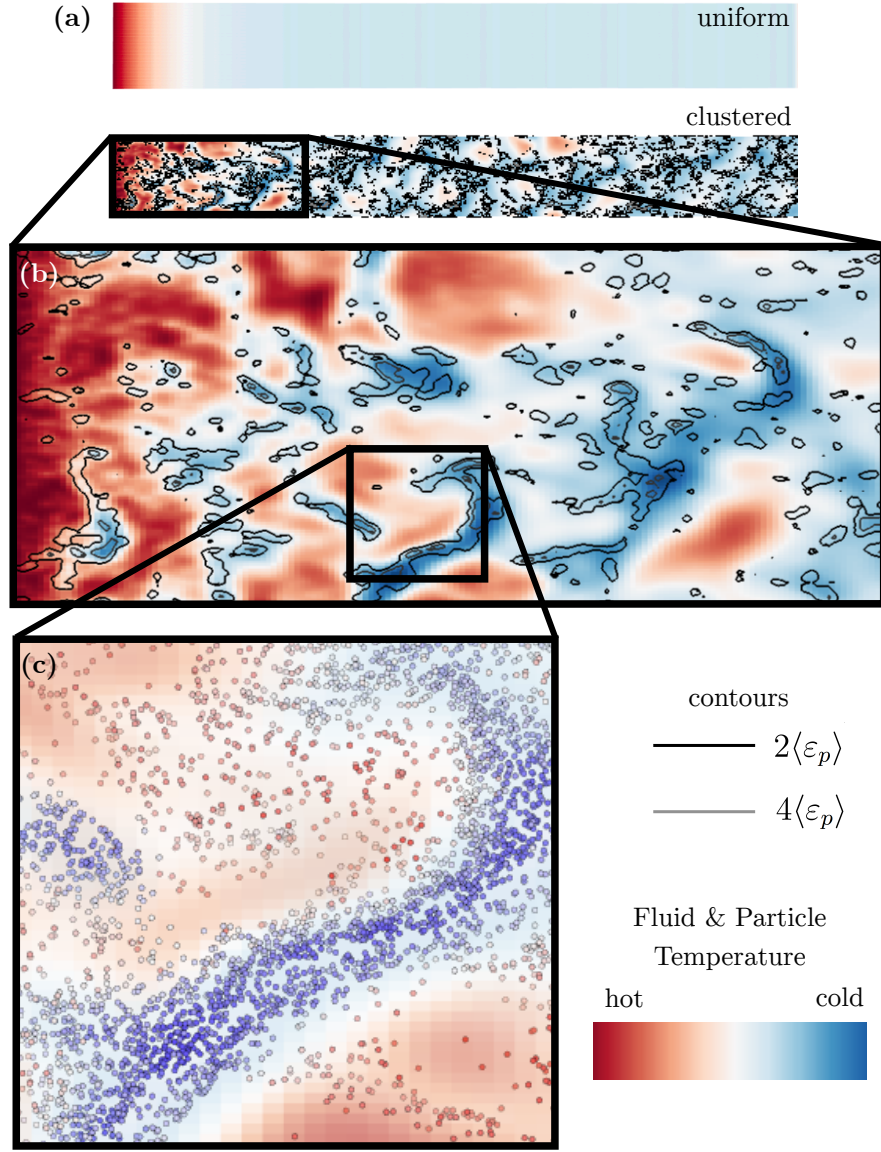 (a)
uniform
clustered
(b)
(c)
contours
2⟨ε_p⟩
4⟨ε_p⟩
Fluid & Particle
Temperature
hot cold